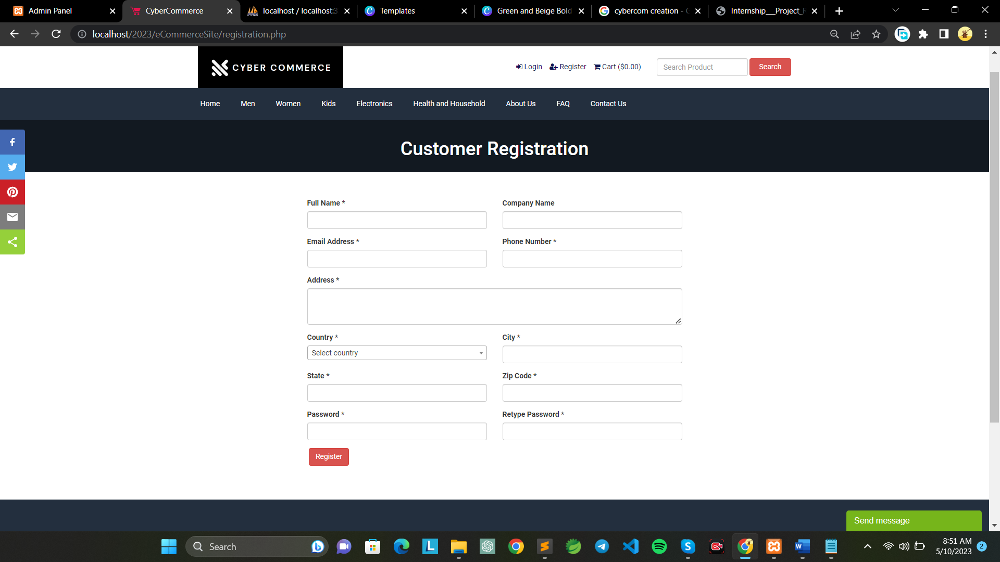 Admin Panel
CyberCommerce
localhost / localhost:3
Templates
Green and Beige Bold
cybercom creation -
Internship___Project_R
localhost/2023/eCommerceSite/registration.php
CYBER COMMERCE
Login
Register
Cart ($0.00)
Search Product
Search
Home
Men
Women
Kids
Electronics
Health and Household
About Us
FAQ
Contact Us
Customer Registration
Full Name *
Company Name
Email Address *
Phone Number *
Address *
Country *
City *
Select country
State *
Zip Code *
Password *
Retype Password *
Register
Send message
Search
8:51 AM
5/10/2023
2